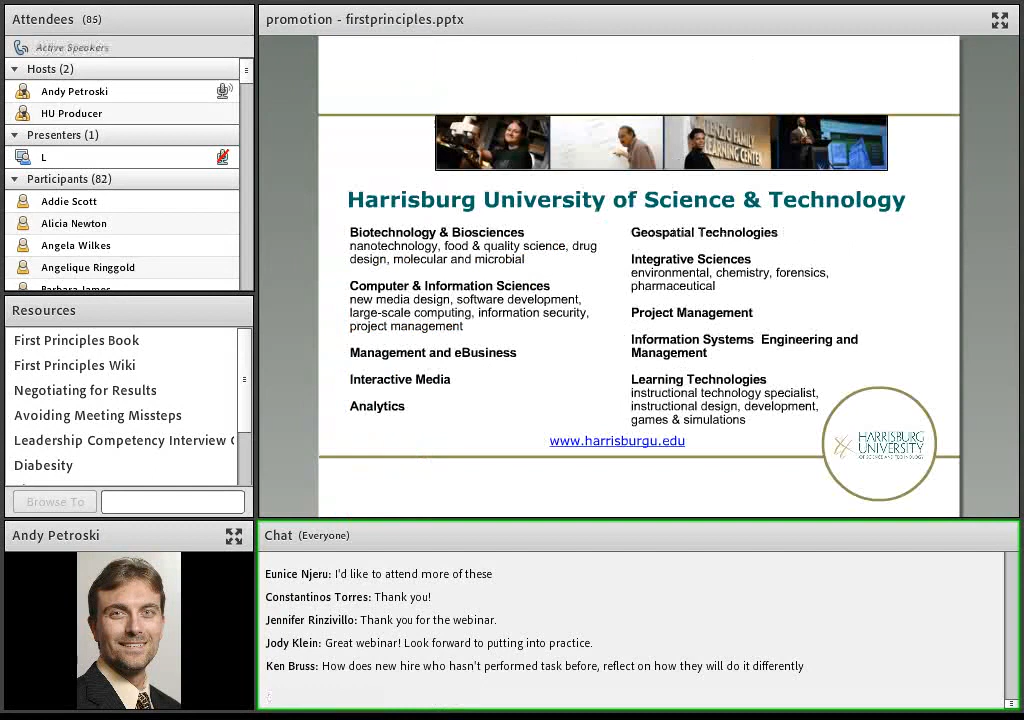 Attendees (85)
Active Speakers
Hosts (2)
Andy Petroski
HU Producer
Presenters (1)
L
Participants (82)
Addie Scott
Alicia Newton
Angela Wilkes
Angelique Ringgold
Barbara James
Resources
First Principles Book
First Principles Wiki
Negotiating for Results
Avoiding Meeting Missteps
Leadership Competency Interview
Diabesity
Browse To
Andy Petroski
promotion - firstprinciples.pptx
LEARNING CENTER
Harrisburg University of Science & Technology
Biotechnology & Biosciences
nanotechnology, food & quality science, drug
design, molecular and microbial
Computer & Information Sciences
new media design, software development,
large-scale computing, information security,
project management
Management and eBusiness
Interactive Media
Analytics
Geospatial Technologies
Integrative Sciences
environmental, chemistry, forensics,
pharmaceutical
Project Management
Information Systems Engineering and
Management
Learning Technologies
instructional technology specialist,
instructional design, development,
games & simulations
www.harrisburgu.edu
HARRISBURG
UNIVERSITY
OF SCIENCE AND TECHNOLOGY
Chat (Everyone)
Eunice Njeru: I'd like to attend more of these
Constantinos Torres: Thank you!
Jennifer Rinzivillo: Thank you for the webinar.
Jody Klein: Great webinar! Look forward to putting into practice.
Ken Bruss: How does new hire who hasn't performed task before, reflect on how they will do it differently